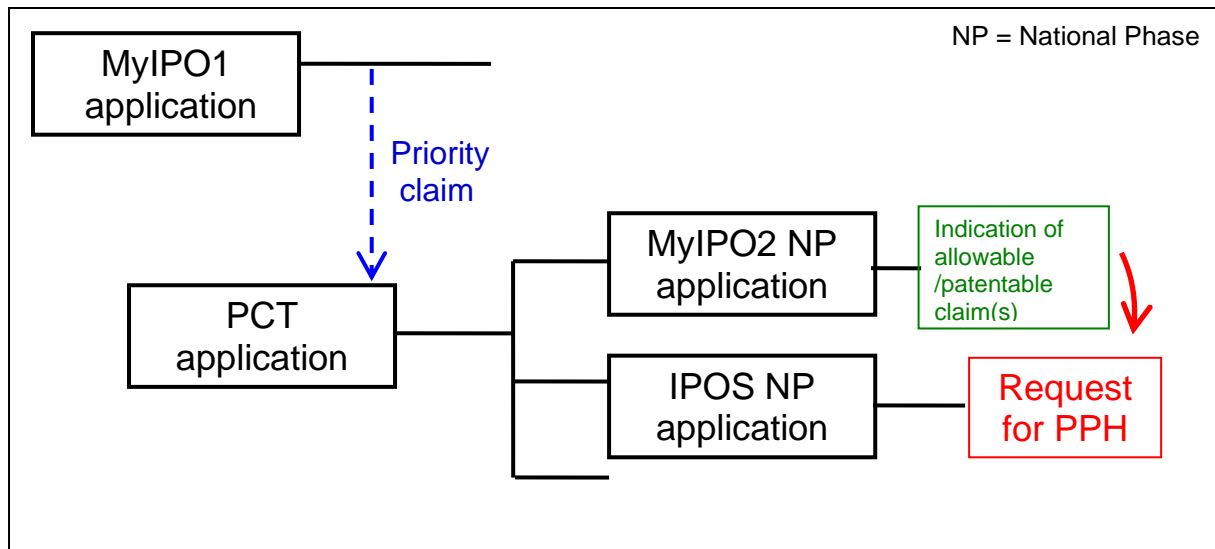 NP = National Phase
MyIPO1
application
Priority
claim
MyIPO2 NP
application
Indication of
allowable
/patentable
claim(s)
PCT
application
IPOS NP
application
Request
for PPH